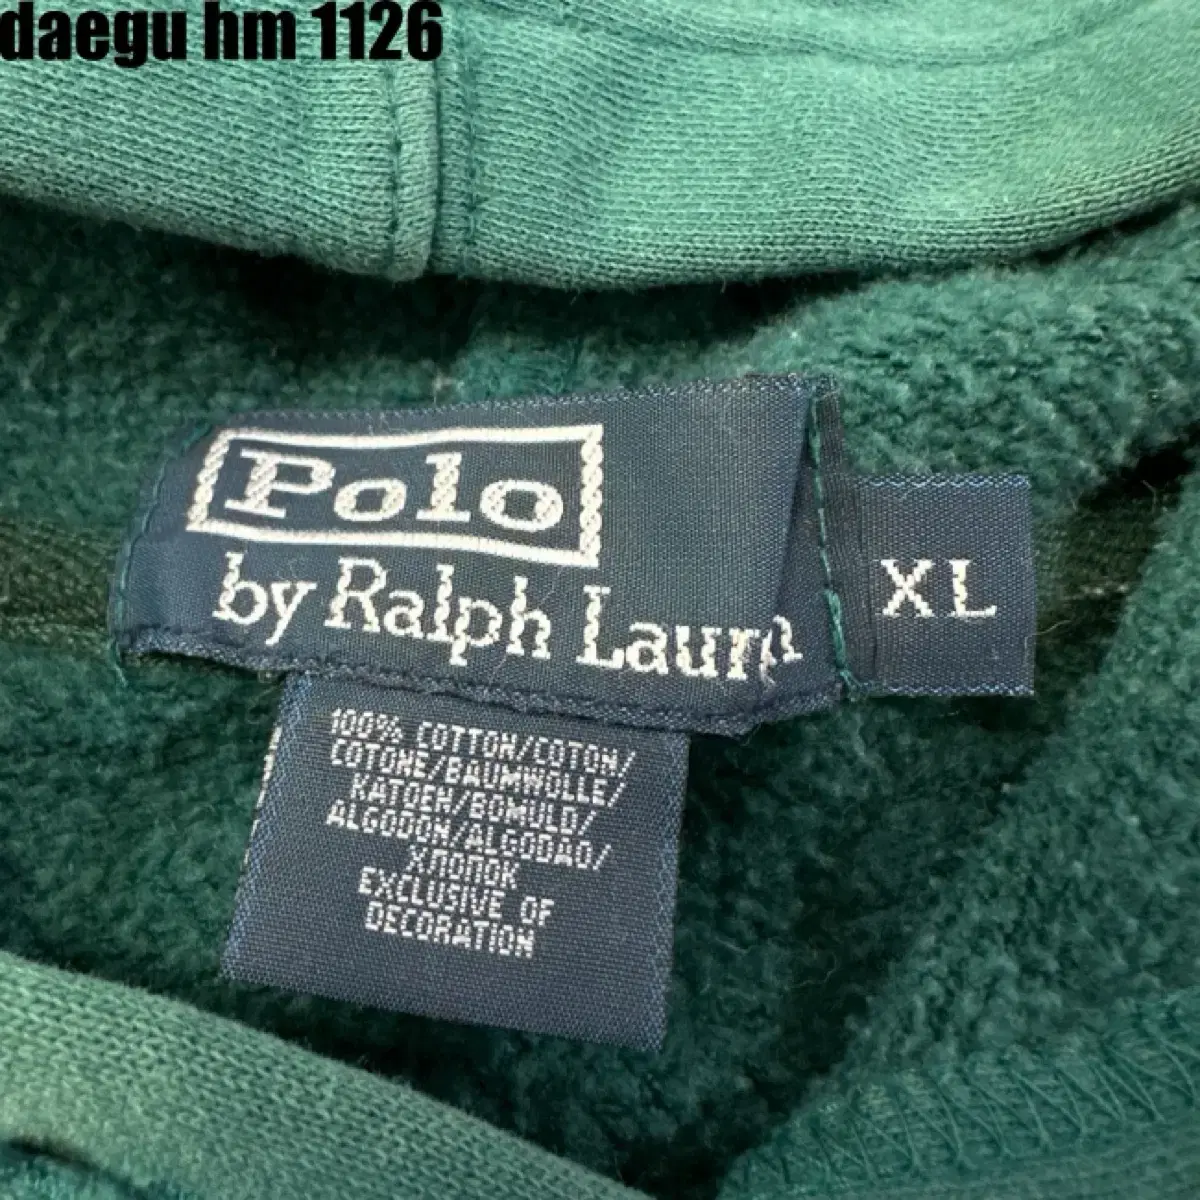 daegu hm 1126
Polo
by Ralph Lauren
XL
100% COTTON/COTON/
COTONE/BAUMWOLLE/
KATOEN/BOMULD/
ALGODON/ALGODAO/
ХЛОПОК
EXCLUSIVE OF
DECORATION